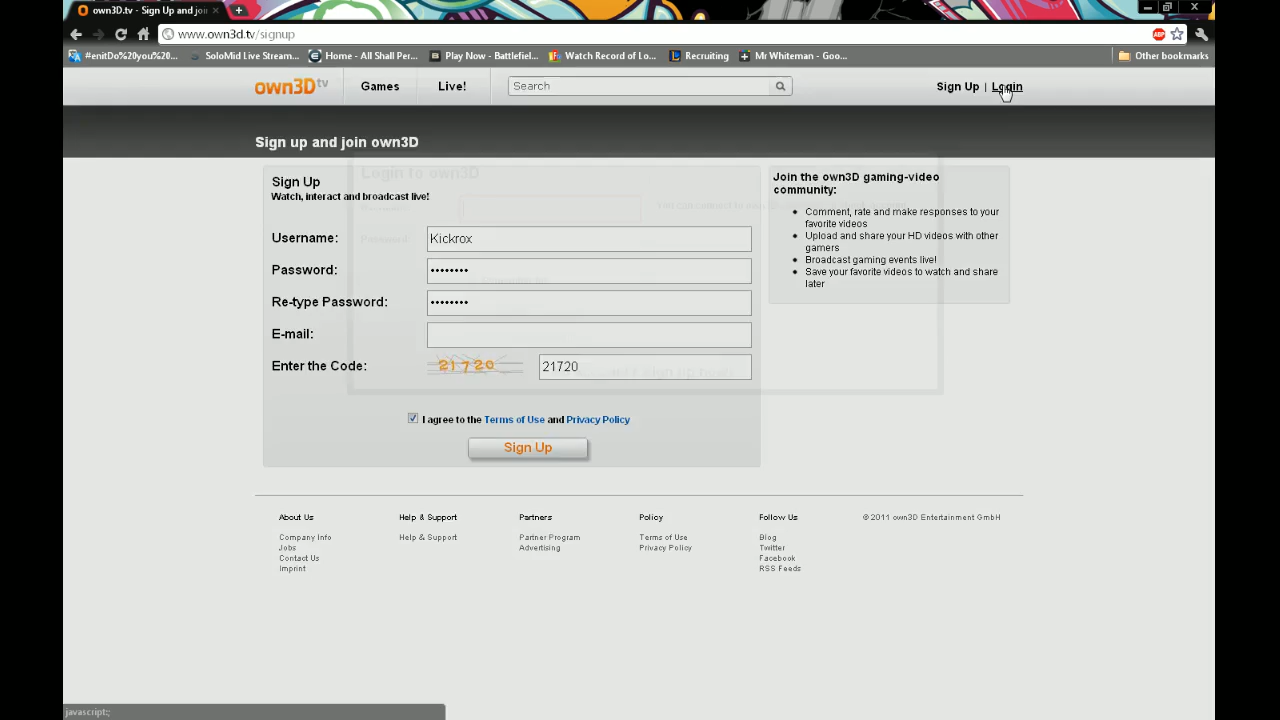 own3D.tv - Sign Up and joi
www.own3d.tv/signup
#enitDo%20you%20... SoloMid Live Stream... Home - All Shall Per... Play Now - Battlefiel... Watch Record of Lo... Recruiting Mr Whiteman - Goo... Other bookmarks
own3D tv Games Live! Search Sign Up | Login
Sign up and join own3D
Login to own3D
Sign Up
Watch, interact and broadcast live!
Username: Kickrox
Password: ••••••••
Re-type Password: ••••••••
E-mail:
Enter the Code: 21720 21720
I agree to the Terms of Use and Privacy Policy
Sign Up
Join the own3D gaming-video
community:
Comment, rate and make responses to your
favorite videos
Upload and share your HD videos with other
gamers
Broadcast gaming events live!
Save your favorite videos to watch and share
later
About Us Help & Support Partners Policy Follow Us © 2011 own3D Entertainment GmbH
Company Info Help & Support Partner Program Terms of Use Blog
Jobs Advertising Privacy Policy Twitter
Contact Us Facebook
Imprint RSS Feeds
javascript:;